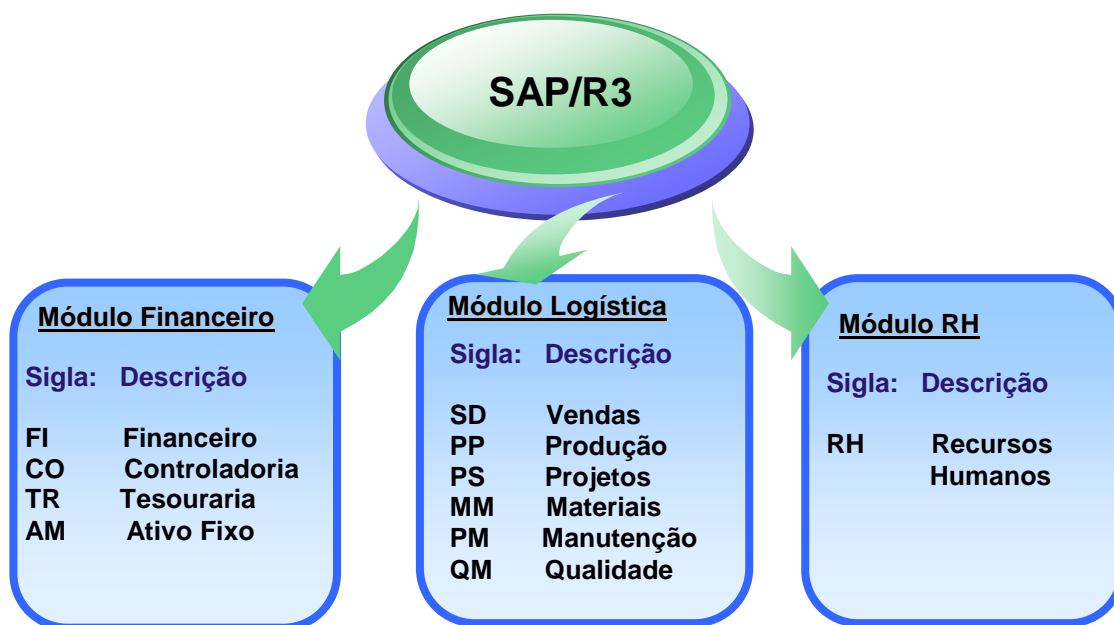 SAP/R3
Módulo Financeiro
Sigla: Descrição
FI Financeiro
CO Controladoria
TR Tesouraria
AM Ativo Fixo
Módulo Logística
Sigla: Descrição
SD Vendas
PP Produção
PS Projetos
MM Materiais
PM Manutenção
QM Qualidade
Módulo RH
Sigla: Descrição
RH Recursos
Humanos